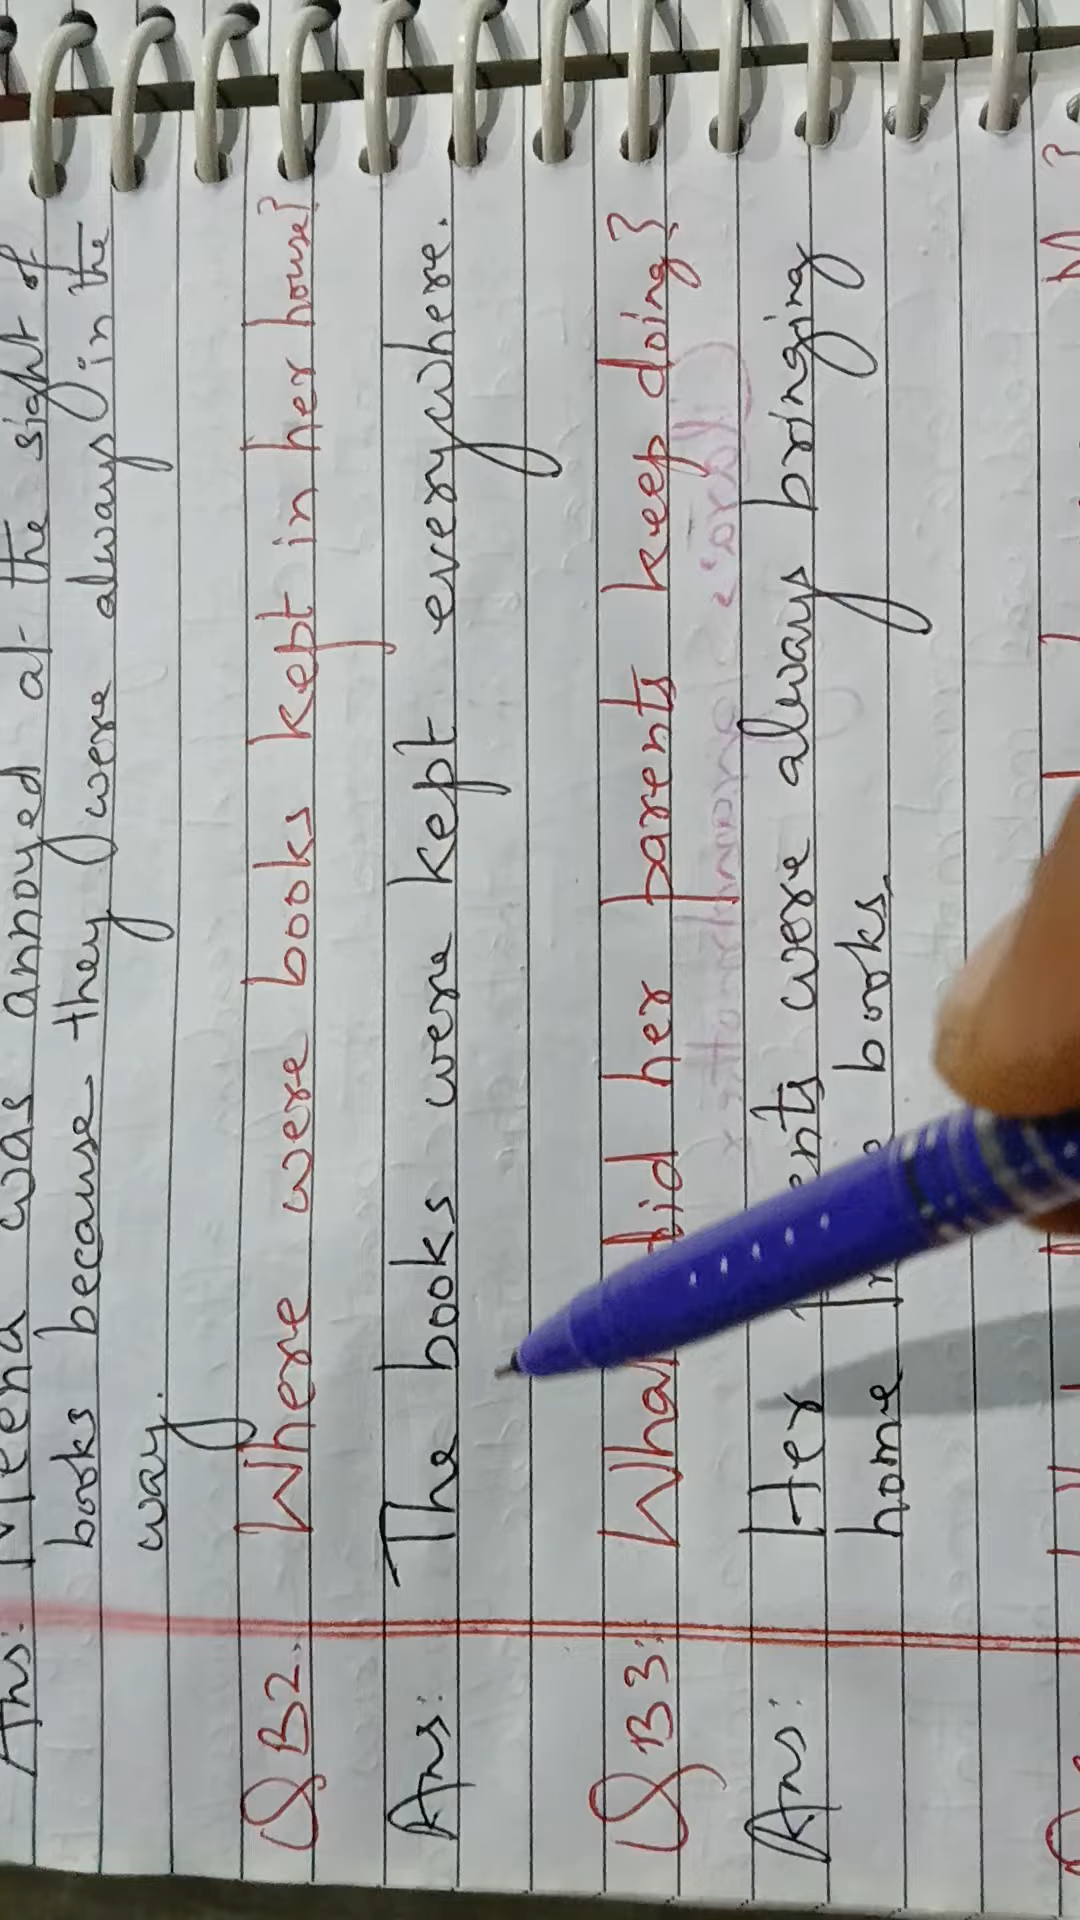 Ans: Meena was annoyed at the sight of
books because they were always in the
way.
QB2. Where were books kept in her house?
Ans: The books were kept everywhere.
QB3: What did her parents keep doing?
Ans: Her were always bringing
home books.